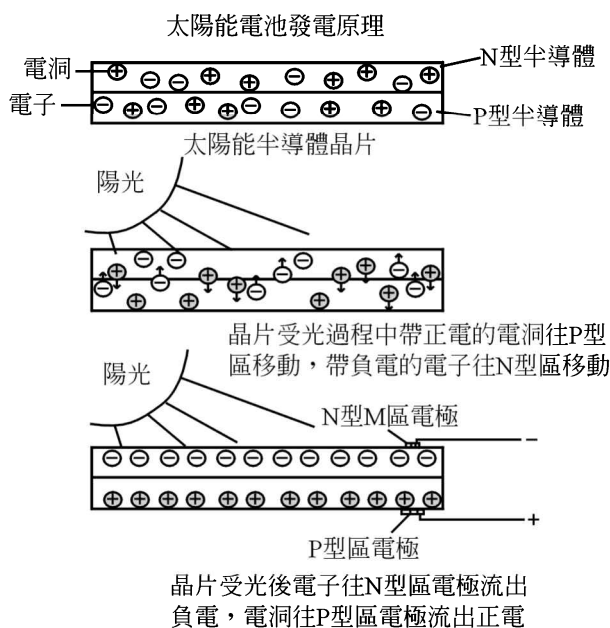 太陽能電池發電原理
電洞
N型半導體
電子
P型半導體
太陽能半導體晶片
陽光
晶片受光過程中帶正電的電洞往P型
區移動，帶負電的電子往N型區移動
陽光
N型M區電極
−
+
P型區電極
晶片受光後電子往N型區電極流出
負電，電洞往P型區電極流出正電